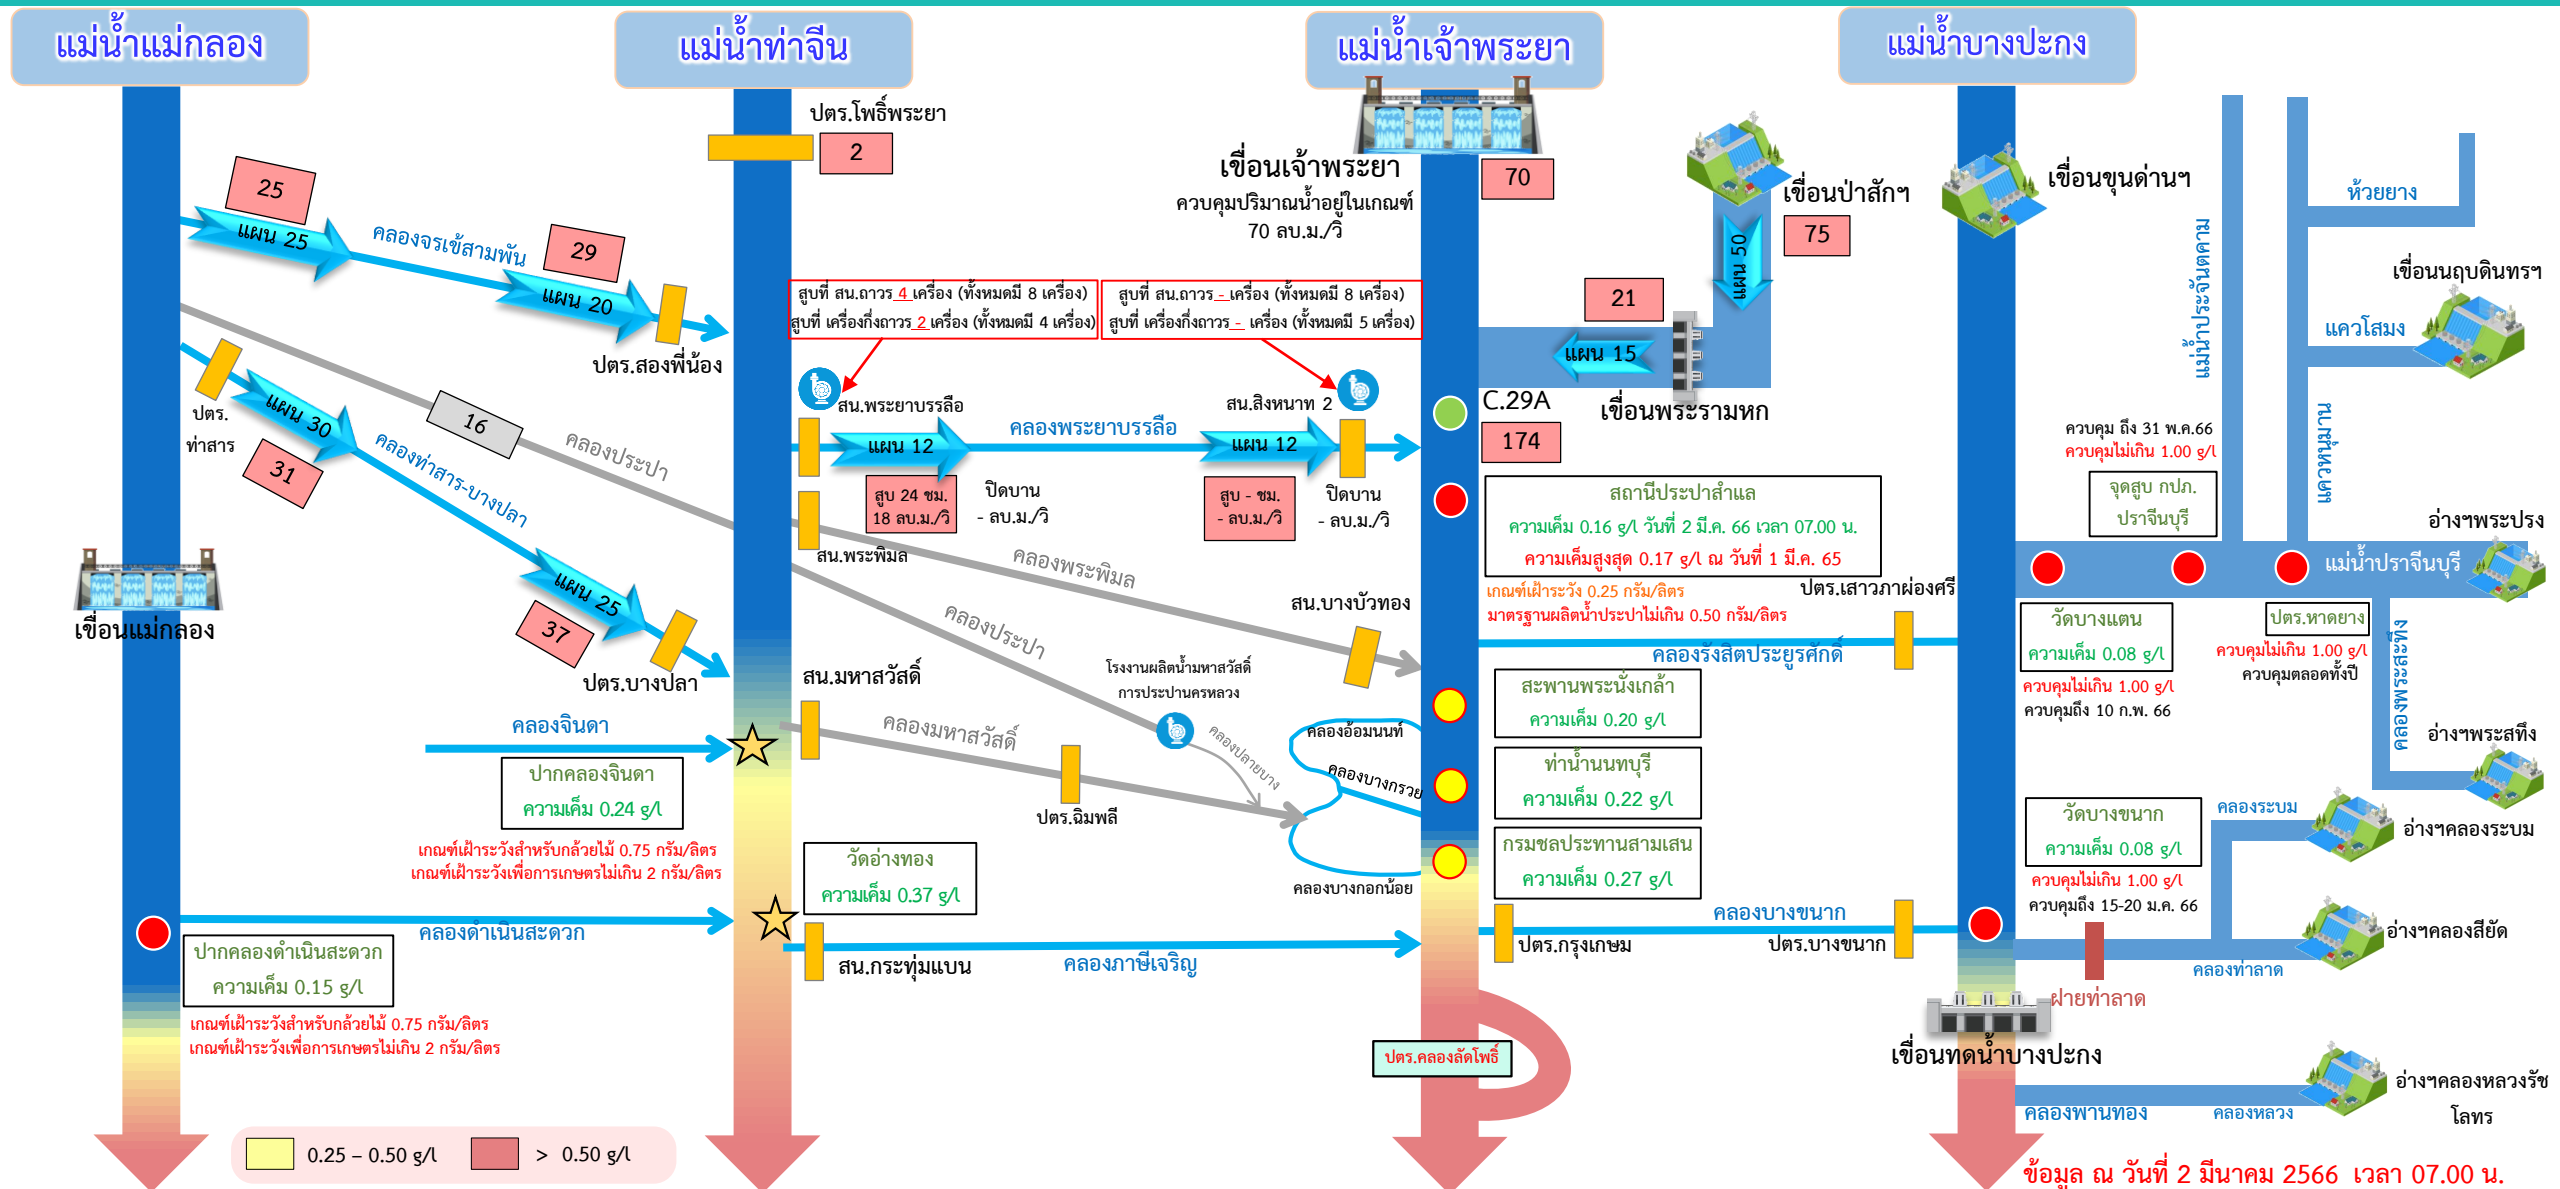 แม่น้ำแม่กลอง
แม่น้ำท่าจีน
แม่น้ำเจ้าพระยา
แม่น้ำบางปะกง
ปตร.โพธิ์พระยา
2
เขื่อนเจ้าพระยา
ควบคุมปริมาณน้ำอยู่ในเกณฑ์
70 ลบ.ม./วิ
70
เขื่อนป่าสักฯ
75
แผน 50
21
แผน 15
เขื่อนพระรามหก
เขื่อนขุนด่านฯ
ห้วยยาง
แม่น้ำประจันตคาม
เขื่อนนฤบดินทรฯ
แควโสมง
แควหนุมาน
25
แผน 25
คลองจรเข้สามพัน
29
แผน 20
ปตร.สองพี่น้อง
ปตร.
ท่าสาร
แผน 30
31
16
คลองประปา
คลองท่าสาร-บางปลา
แผน 25
37
ปตร.บางปลา
เขื่อนแม่กลอง
สูบที่ สน.ถาวร 4 เครื่อง (ทั้งหมดมี 8 เครื่อง)
สูบที่ เครื่องกึ่งถาวร 2 เครื่อง (ทั้งหมดมี 4 เครื่อง)
สูบที่ สน.ถาวร - เครื่อง (ทั้งหมดมี 8 เครื่อง)
สูบที่ เครื่องกึ่งถาวร - เครื่อง (ทั้งหมดมี 5 เครื่อง)
สน.พระยาบรรลือ
แผน 12
คลองพระยาบรรลือ
สน.สิงหนาท 2
แผน 12
สูบ 24 ชม.
18 ลบ.ม./วิ
ปิดบาน
- ลบ.ม./วิ
สูบ - ชม.
- ลบ.ม./วิ
ปิดบาน
- ลบ.ม./วิ
C.29A
174
สถานีประปาสำแล
ความเค็ม 0.16 g/l วันที่ 2 มี.ค. 66 เวลา 07.00 น.
ความเค็มสูงสุด 0.17 g/l ณ วันที่ 1 มี.ค. 65
เกณฑ์เฝ้าระวัง 0.25 กรัม/ลิตร
มาตรฐานผลิตน้ำประปาไม่เกิน 0.50 กรัม/ลิตร
ปตร.เสาวภาผ่องศรี
คลองรังสิตประยูรศักดิ์
ควบคุม ถึง 31 พ.ค.66
ควบคุมไม่เกิน 1.00 g/l
จุดสูบ กปภ.
ปราจีนบุรี
อ่างฯพระปรง
แม่น้ำปราจีนบุรี
วัดบางแตน
ความเค็ม 0.08 g/l
ควบคุมไม่เกิน 1.00 g/l
ควบคุมถึง 10 ก.พ. 66
ปตร.หาดยาง
ควบคุมไม่เกิน 1.00 g/l
ควบคุมตลอดทั้งปี
คลองพระสะทึง
อ่างฯพระสทึง
สน.พระพิมล
คลองพระพิมล
สน.บางบัวทอง
คลองประปา
สน.มหาสวัสดิ์
คลองมหาสวัสดิ์
โรงงานผลิตน้ำมหาสวัสดิ์
การประปานครหลวง
คลองปลายบาง
ปตร.ฉิมพลี
คลองอ้อมนนท์
คลองบางกรวย
คลองบางกอกน้อย
สะพานพระนั่งเกล้า
ความเค็ม 0.20 g/l
ท่าน้ำนนทบุรี
ความเค็ม 0.22 g/l
กรมชลประทานสามเสน
ความเค็ม 0.27 g/l
คลองจินดา
ปากคลองจินดา
ความเค็ม 0.24 g/l
เกณฑ์เฝ้าระวังสำหรับกล้วยไม้ 0.75 กรัม/ลิตร
เกณฑ์เฝ้าระวังเพื่อการเกษตรไม่เกิน 2 กรัม/ลิตร
วัดอ่างทอง
ความเค็ม 0.37 g/l
คลองดำเนินสะดวก
ปากคลองดำเนินสะดวก
ความเค็ม 0.15 g/l
เกณฑ์เฝ้าระวังสำหรับกล้วยไม้ 0.75 กรัม/ลิตร
เกณฑ์เฝ้าระวังเพื่อการเกษตรไม่เกิน 2 กรัม/ลิตร
สน.กระทุ่มแบน
คลองภาษีเจริญ
ปตร.กรุงเกษม
คลองบางขนาก
ปตร.บางขนาก
วัดบางขนาก
ความเค็ม 0.08 g/l
ควบคุมไม่เกิน 1.00 g/l
ควบคุมถึง 15-20 ม.ค. 66
คลองระบม
อ่างฯคลองระบม
อ่างฯคลองสียัด
คลองท่าลาด
ฝายท่าลาด
เขื่อนทดน้ำบางปะกง
ปตร.คลองลัดโพธิ์
คลองพานทอง
คลองหลวง
อ่างฯคลองหลวงรัช
โลทร
0.25 – 0.50 g/l
> 0.50 g/l
ข้อมูล ณ วันที่ 2 มีนาคม 2566 เวลา 07.00 น.